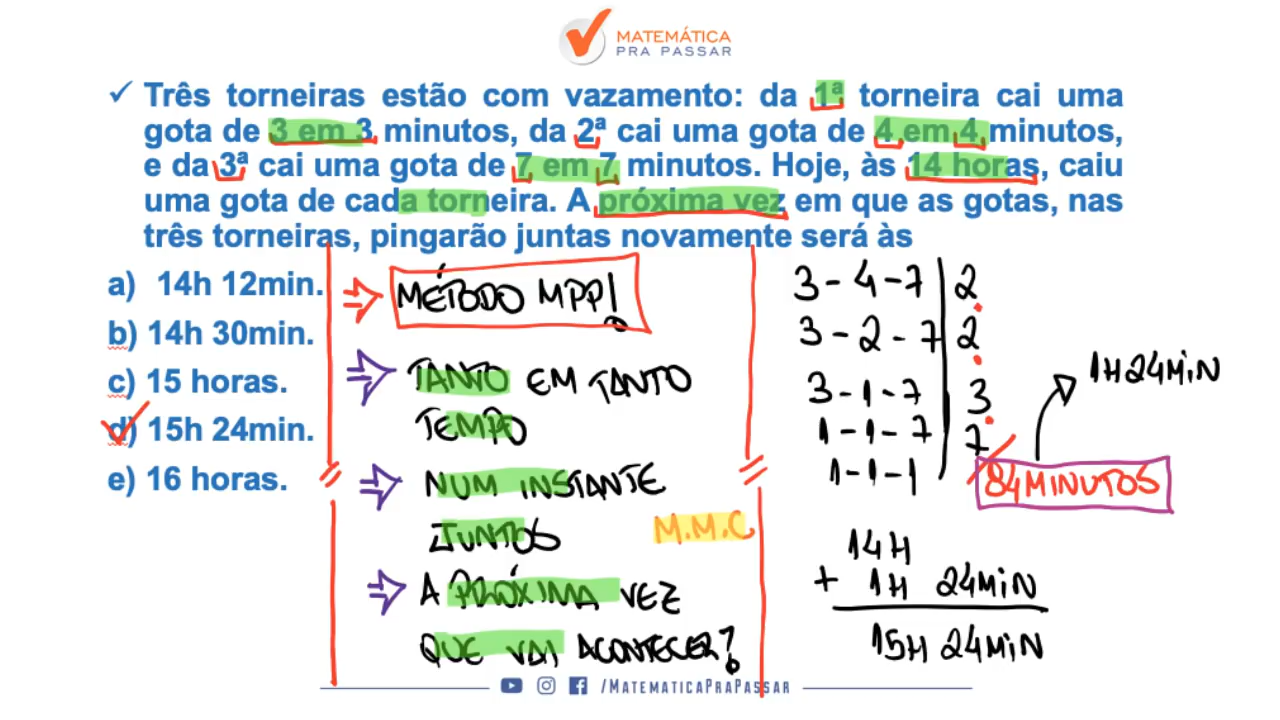 MATEMÁTICA
PRA PASSAR
✓ Três torneiras estão com vazamento: da 1ª torneira cai uma
gota de 3 em 3 minutos, da 2ª cai uma gota de 4 em 4 minutos,
e da 3ª cai uma gota de 7 em 7 minutos. Hoje, às 14 horas, caiu
uma gota de cada torneira. A próxima vez em que as gotas, nas
três torneiras, pingarão juntas novamente será às
a) 14h 12min.
b) 14h 30min.
c) 15 horas.
d) 15h 24min.
e) 16 horas.
⇒ MÉTODO MPP!
⇒ TANTO EM TANTO
TEMPO
⇒ NUM INSTANTE
JUNTOS
M.M.C
⇒ A PRÓXIMA VEZ
QUE VAI ACONTECER?
3 - 4 - 7 | 2
3 - 2 - 7 | 2
3 - 1 - 7 | 3
1 - 1 - 7 | 7
1 - 1 - 1
84 MINUTOS
1H 24MIN
14H
+ 1H 24MIN
15H 24MIN
/MATEMATICAPRAPASSAR